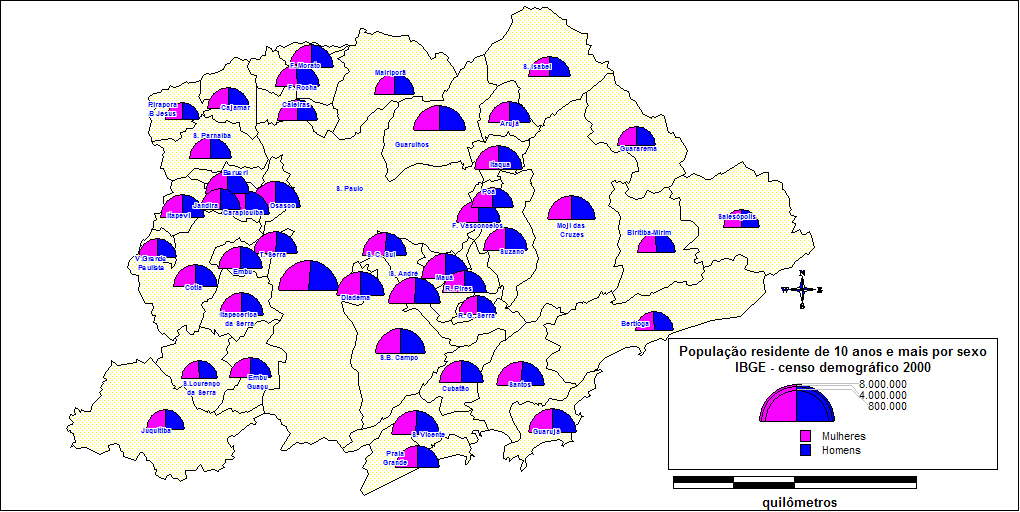 F. Morato
F. Rocha
Mairiporã
S. Isabel
Pirapora
B Jesus
Cajamar
Caieiras
Arujá
S. Parnaíba
Guarulhos
Guararema
Itaqua
Barueri
S. Paulo
Poá
Itapevi
Jandira
Carapicuiba
Osasco
F. Vasconcelos
Moji das
Cruzes
Salesópolis
Biritiba-Mirim
V.Grande
Paulista
T. Serra
S. C. Sul
Suzano
Embu
Cotia
S. André
Mauá
R. Pires
N
W E
S
Diadema
Itapecerica
da Serra
R. G. Serra
Bertioga
S.B. Campo
S.Lourenço
da Serra
Embu
Guaçu
Cubatão
Santos
Juquitiba
S. Vicente
Guarujá
Praia
Grande
População residente de 10 anos e mais por sexo
IBGE - censo demográfico 2000
8.000.000
4.000.000
800.000
Mulheres
Homens
quilômetros